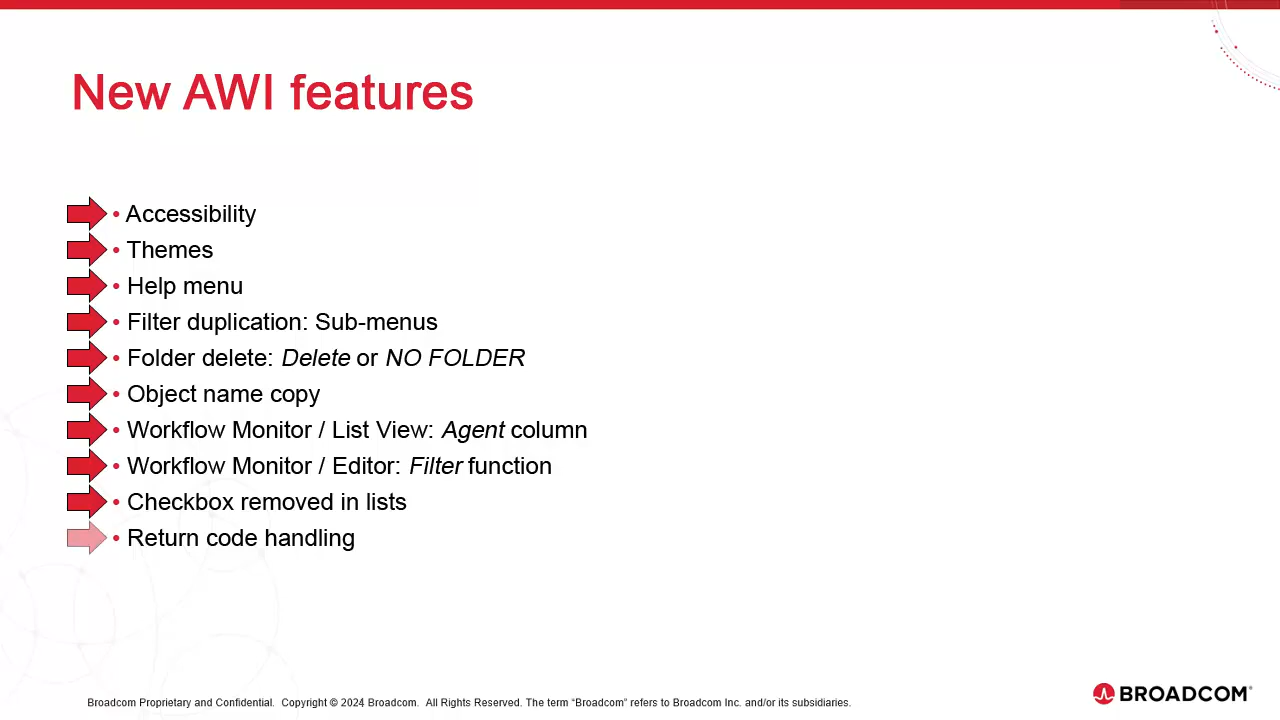 New AWI features
• Accessibility
• Themes
• Help menu
• Filter duplication: Sub-menus
• Folder delete: Delete or NO FOLDER
• Object name copy
• Workflow Monitor / List View: Agent column
• Workflow Monitor / Editor: Filter function
• Checkbox removed in lists
• Return code handling
Broadcom Proprietary and Confidential. Copyright © 2024 Broadcom. All Rights Reserved. The term “Broadcom” refers to Broadcom Inc. and/or its subsidiaries.
BROADCOM®